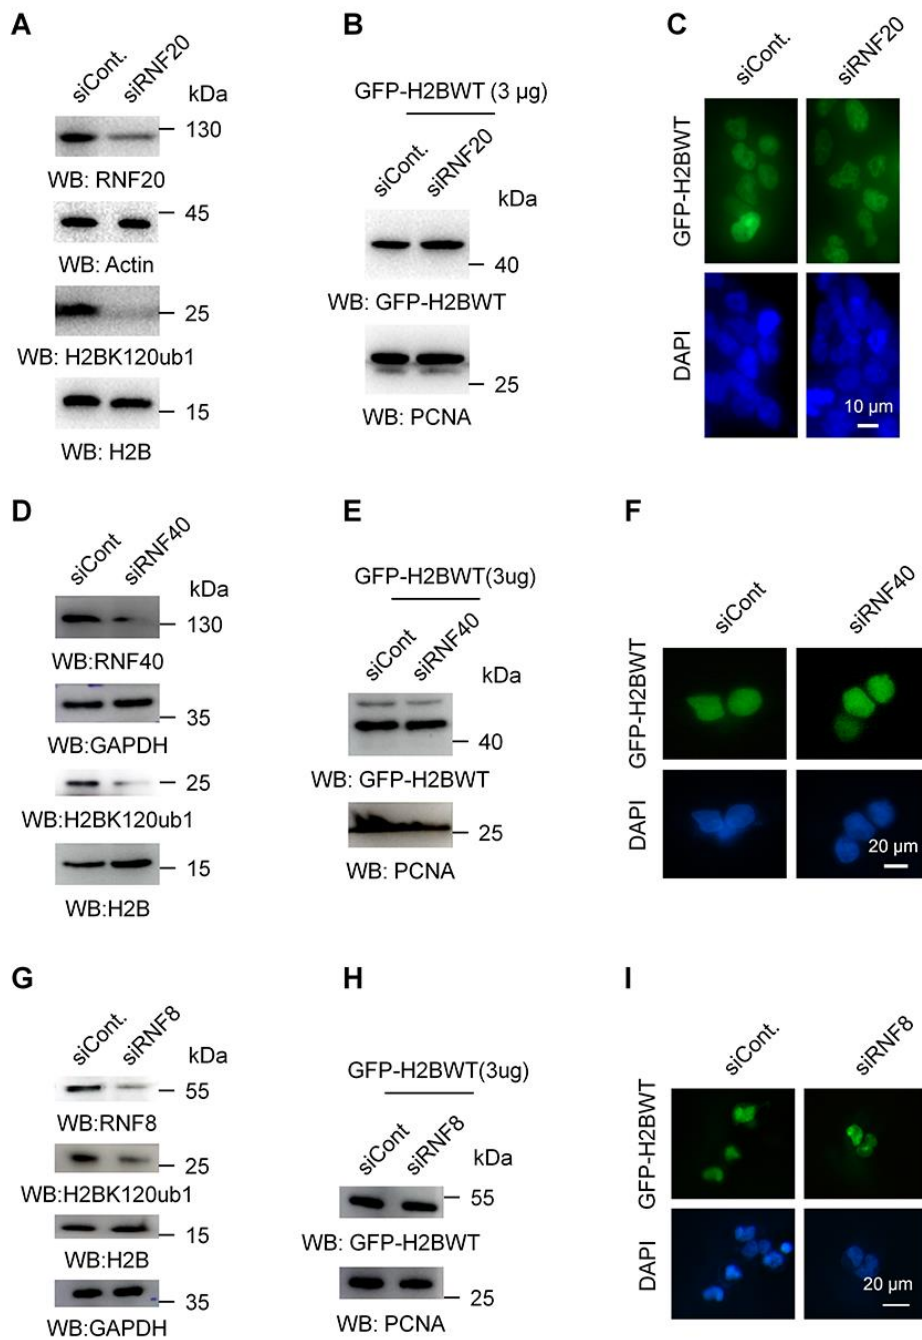 A
siCont.
siRNF20
kDa
130
WB: RNF20
45
WB: Actin
25
WB: H2BK120ub1
15
WB: H2B
B
GFP-H2BWT (3 µg)
siCont.
siRNF20
kDa
40
WB: GFP-H2BWT
25
WB: PCNA
C
siCont.
siRNF20
GFP-H2BWT
DAPI
10 µm
D
siCont
siRNF40
kDa
130
WB:RNF40
35
WB:GAPDH
25
WB:H2BK120ub1
15
WB:H2B
E
GFP-H2BWT(3ug)
siCont
siRNF40
kDa
40
WB: GFP-H2BWT
25
WB: PCNA
F
siCont
siRNF40
GFP-H2BWT
DAPI
20 µm
G
siCont.
siRNF8
kDa
55
WB:RNF8
25
WB:H2BK120ub1
15
WB:H2B
35
WB:GAPDH
H
GFP-H2BWT(3ug)
siCont
siRNF8
kDa
55
WB: GFP-H2BWT
25
WB: PCNA
I
siCont.
siRNF8
GFP-H2BWT
DAPI
20 µm